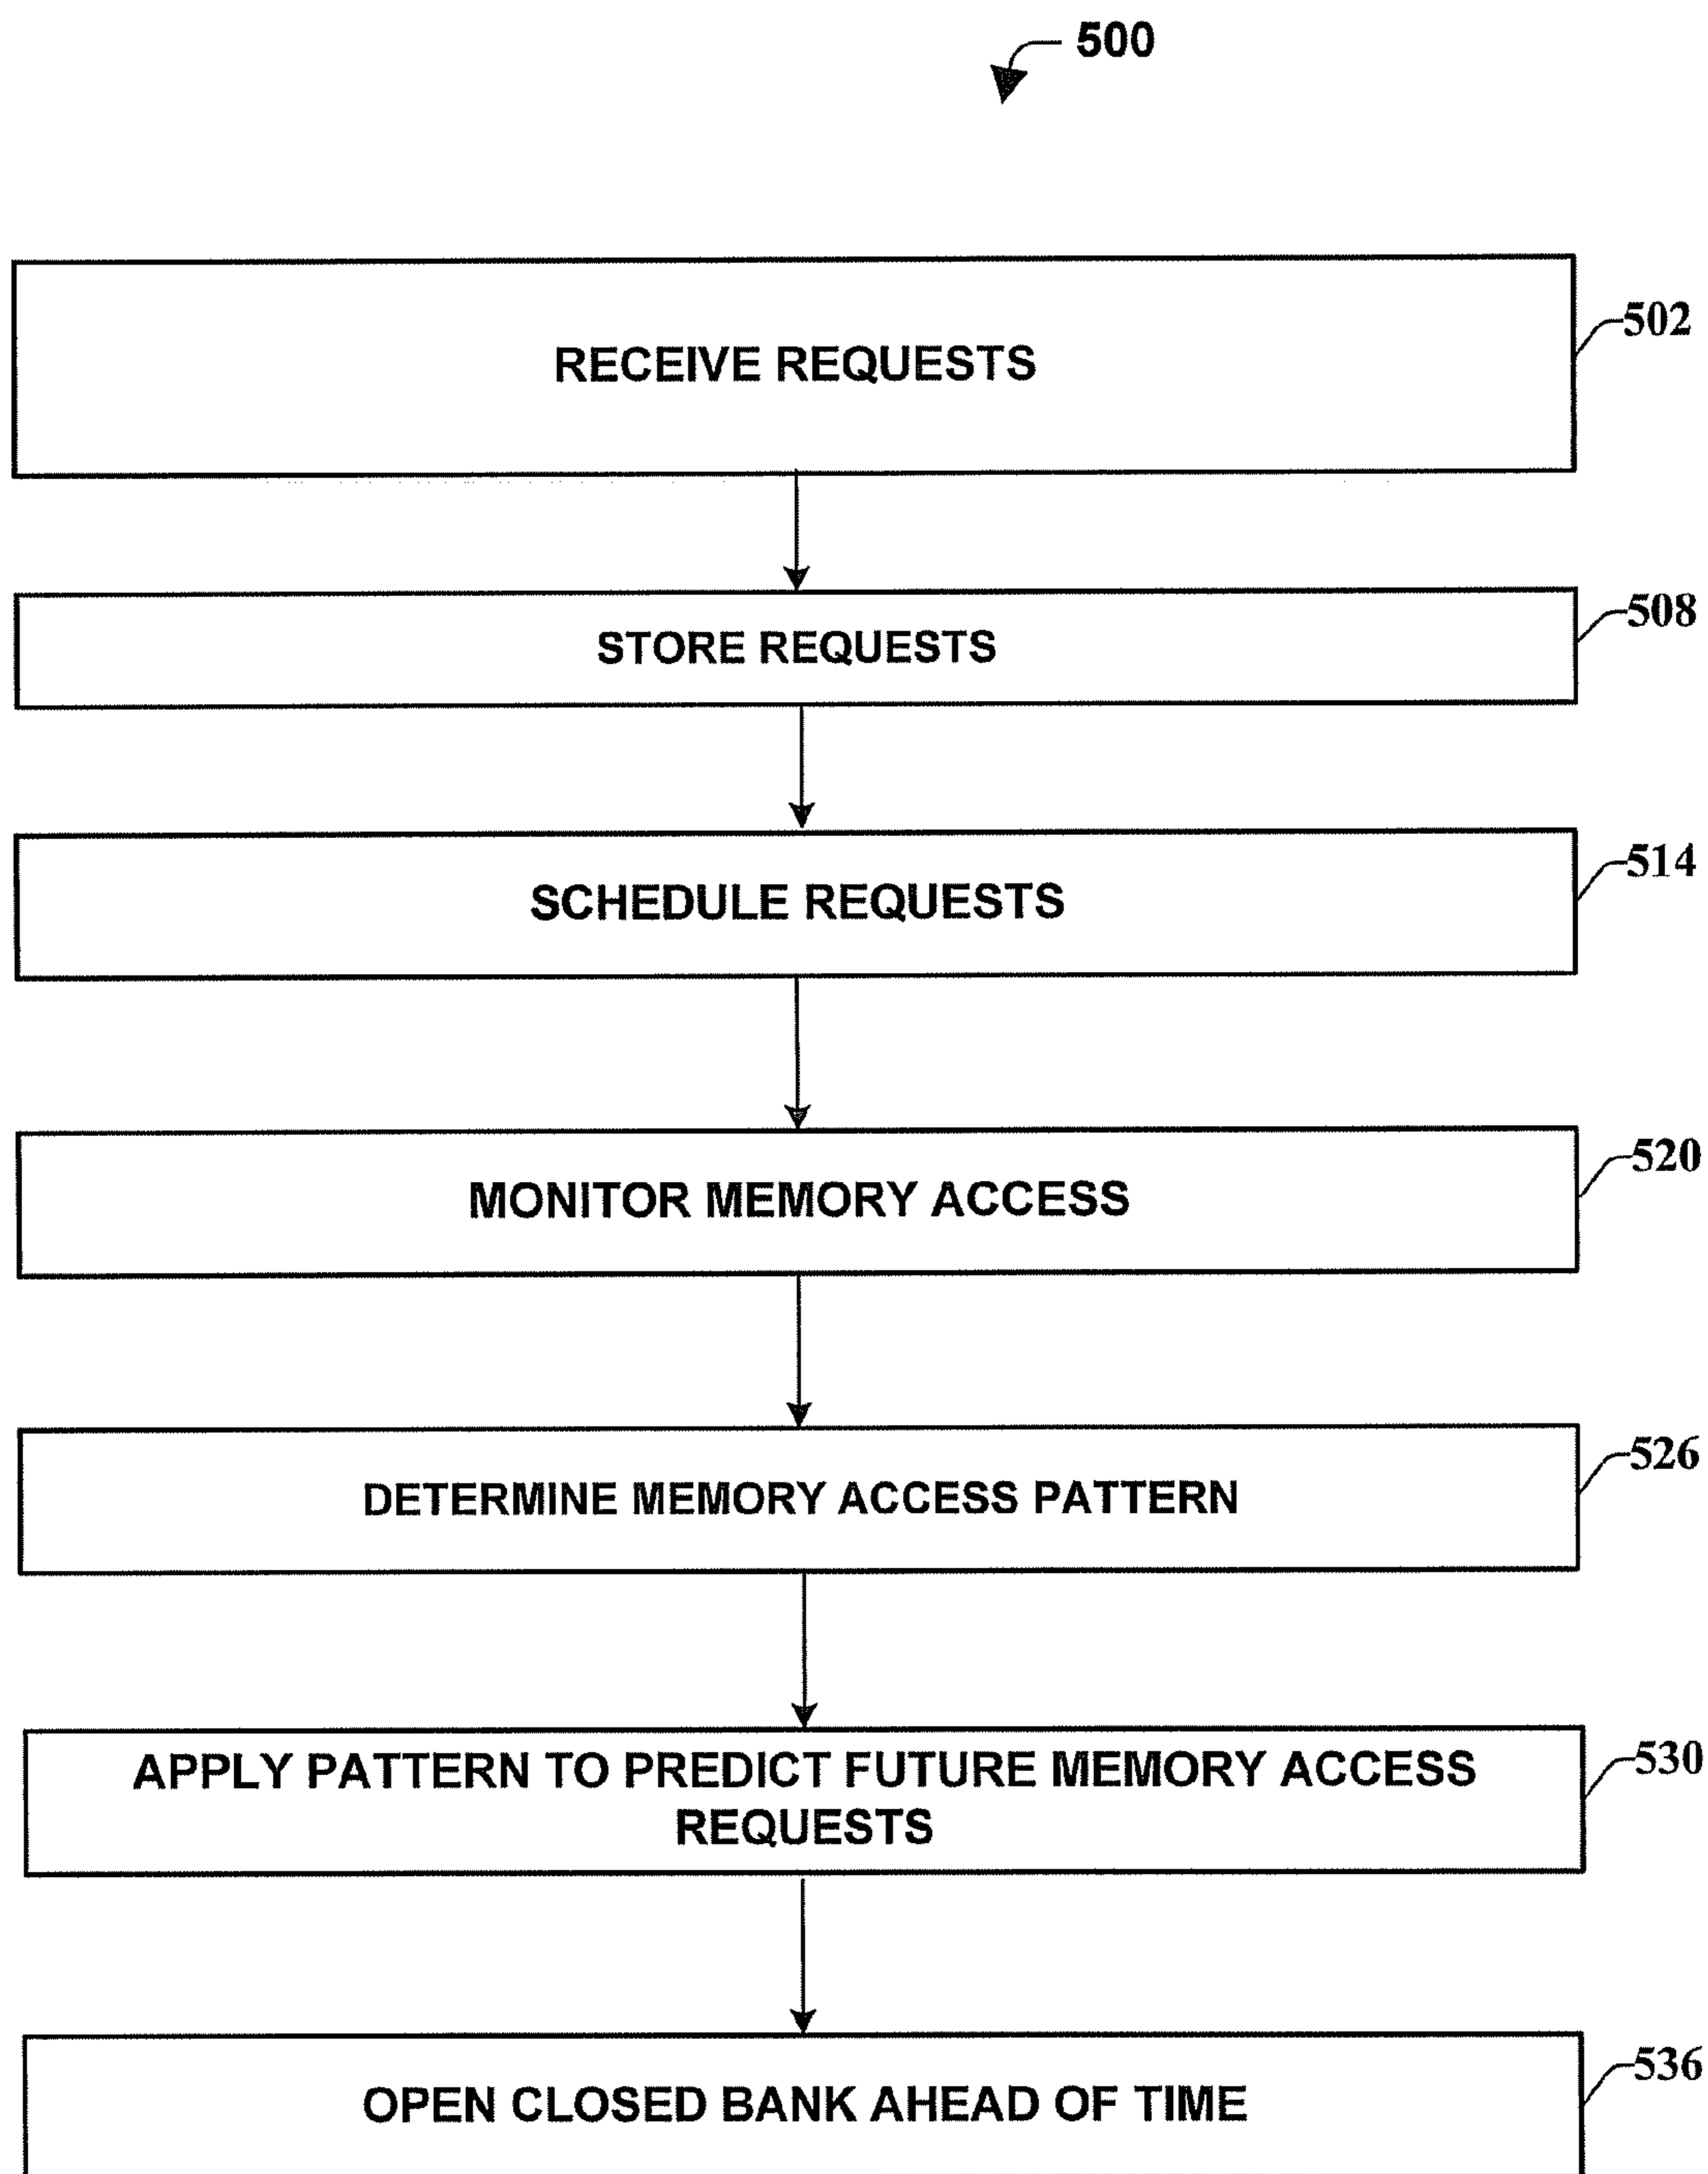 500
RECEIVE REQUESTS
502
STORE REQUESTS
508
SCHEDULE REQUESTS
514
MONITOR MEMORY ACCESS
520
DETERMINE MEMORY ACCESS PATTERN
526
APPLY PATTERN TO PREDICT FUTURE MEMORY ACCESS
REQUESTS
530
OPEN CLOSED BANK AHEAD OF TIME
536